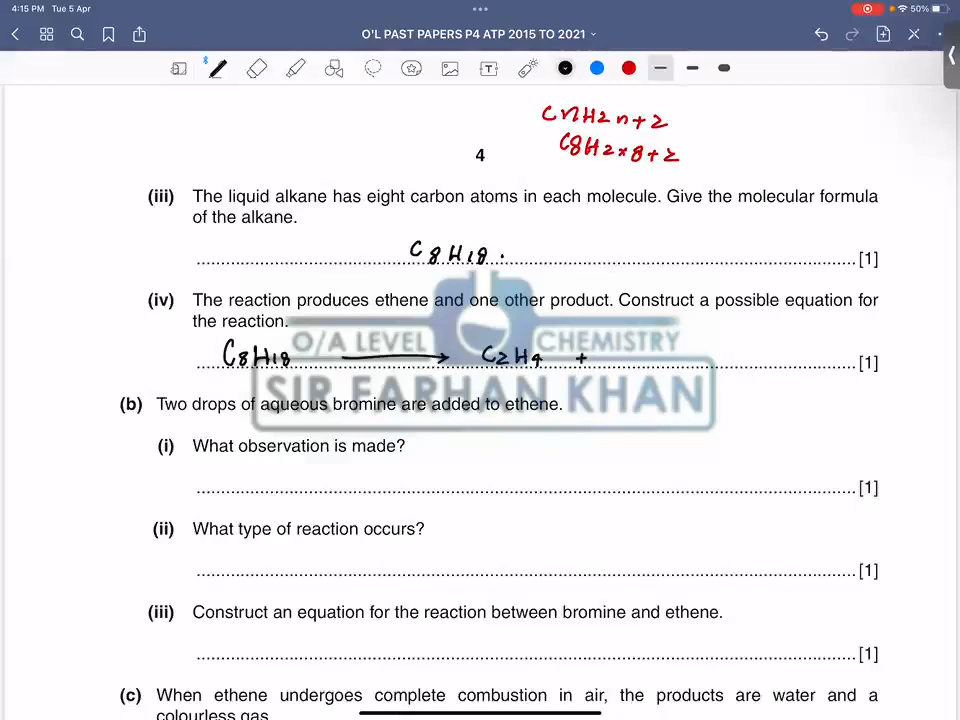 4:15 PM Tue 5 Apr
50%
O'L PAST PAPERS P4 ATP 2015 TO 2021
T
CnH2n+2
C8H2×8+2
4
(iii) The liquid alkane has eight carbon atoms in each molecule. Give the molecular formula
of the alkane.
C8H18.
[1]
(iv) The reaction produces ethene and one other product. Construct a possible equation for
the reaction.
O/A LEVEL CHEMISTRY
C8H18 ⟶ C2H4 +
[1]
SIR FARHAN KHAN
(b) Two drops of aqueous bromine are added to ethene.
(i) What observation is made?
[1]
(ii) What type of reaction occurs?
[1]
(iii) Construct an equation for the reaction between bromine and ethene.
[1]
(c) When ethene undergoes complete combustion in air, the products are water and a
colourless gas.